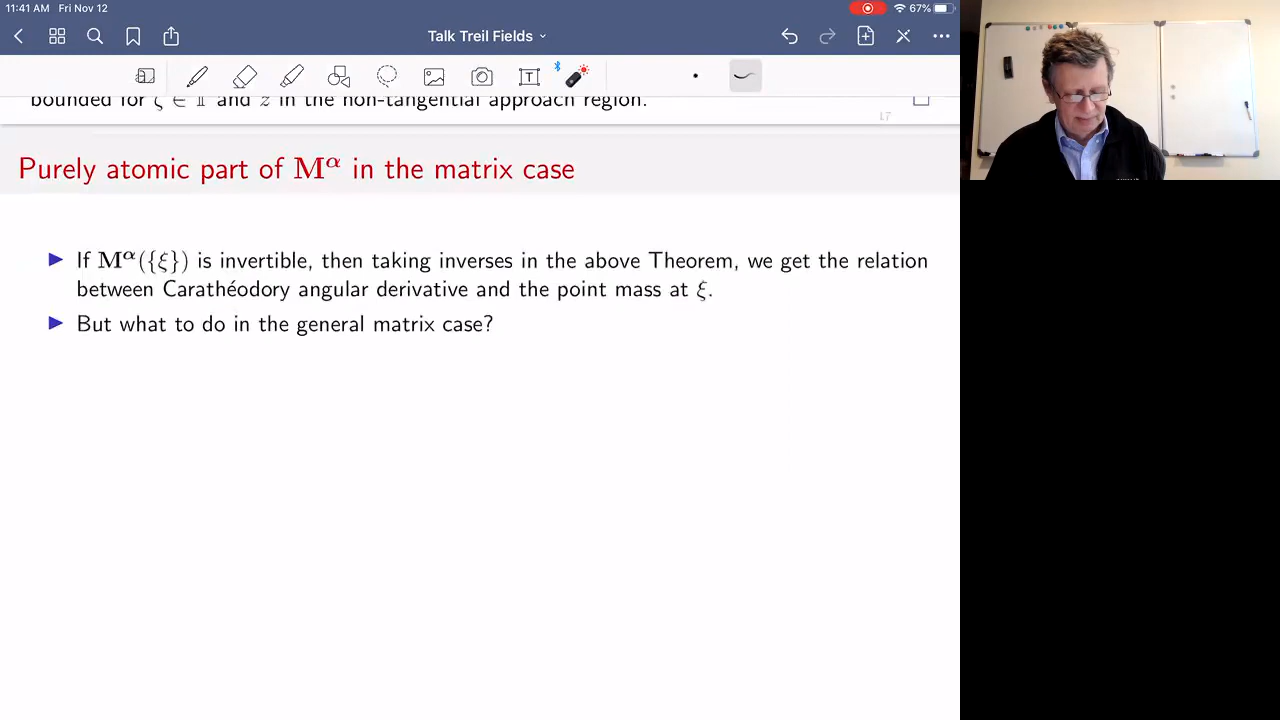 11:41 AM Fri Nov 12
67%
Talk Treil Fields
bounded for ζ ∈ 𝕋 and z in the non-tangential approach region.
17
Purely atomic part of M^α in the matrix case
If M^α({ξ}) is invertible, then taking inverses in the above Theorem, we get the relation
between Carathéodory angular derivative and the point mass at ξ.
But what to do in the general matrix case?